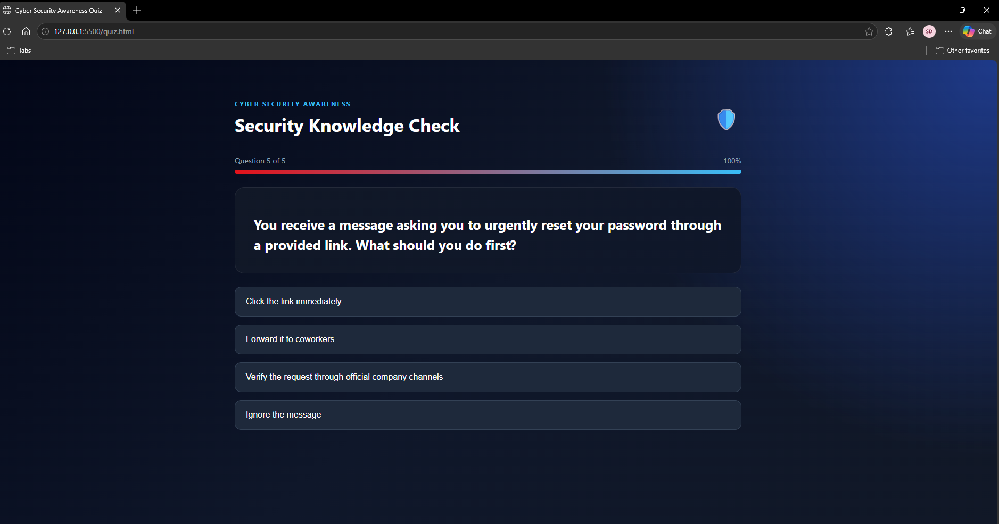 Cyber Security Awareness Quiz
127.0.0.1:5500/quiz.html
SD
Chat
Tabs
Other favorites
CYBER SECURITY AWARENESS
Security Knowledge Check
Question 5 of 5
100%
You receive a message asking you to urgently reset your password through
a provided link. What should you do first?
Click the link immediately
Forward it to coworkers
Verify the request through official company channels
Ignore the message